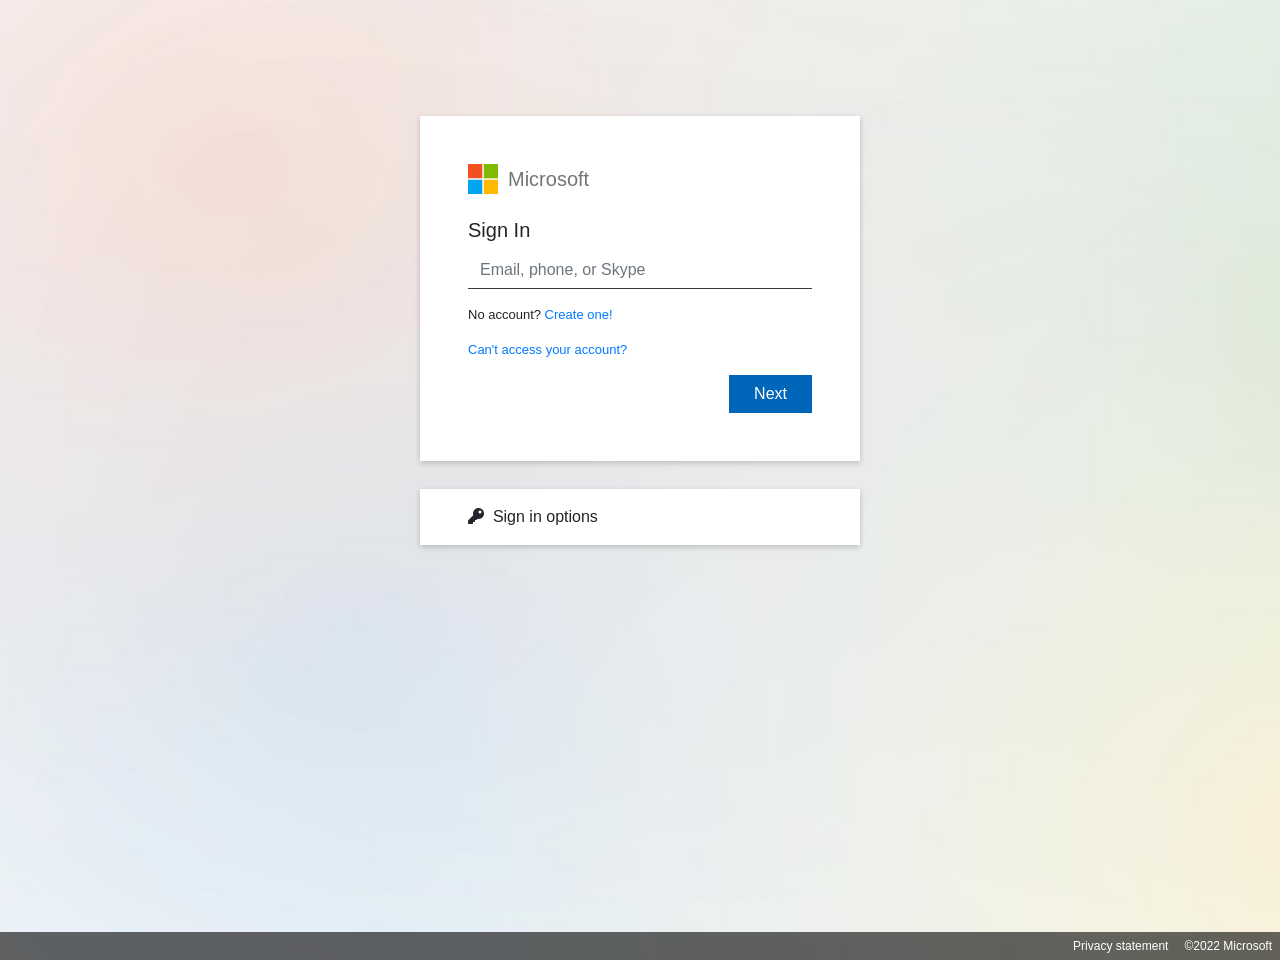 Microsoft
Sign In
Email, phone, or Skype
No account? Create one!
Can't access your account?
Next
Sign in options
Privacy statement ©2022 Microsoft